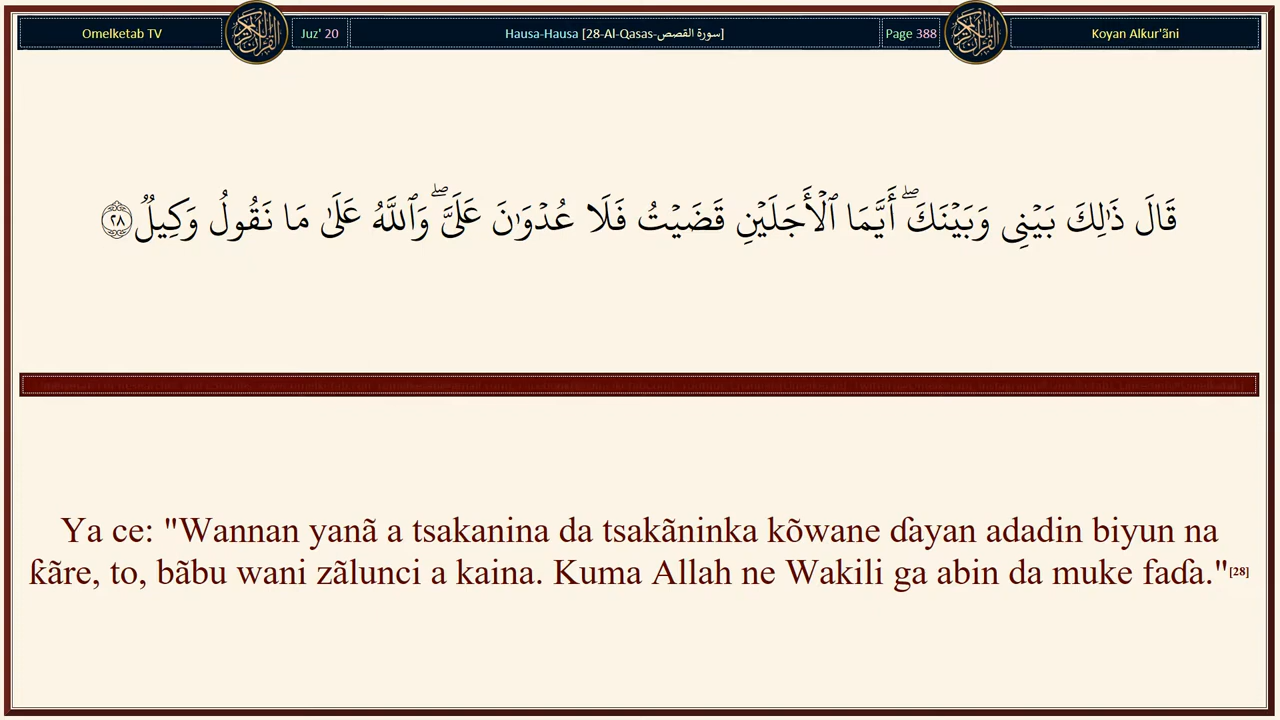 Omelketab TV
Juz' 20
Hausa-Hausa [28-Al-Qasas-سورة القصص]
Page 388
Koyan Alƙur'ãni
قَالَ ذَٰلِكَ بَيْنِى وَبَيْنَكَ ۖ أَيَّمَا ٱلْأَجَلَيْنِ قَضَيْتُ فَلَا عُدْوَٰنَ عَلَىَّ ۖ وَٱللَّهُ عَلَىٰ مَا نَقُولُ وَكِيلٌ ٢٨
Ya ce: "Wannan yanã a tsakanina da tsakãninka kõwane ɗayan adadin biyun na
ƙãre, to, bãbu wani zãlunci a kaina. Kuma Allah ne Wakili ga abin da muke faɗa."[28]